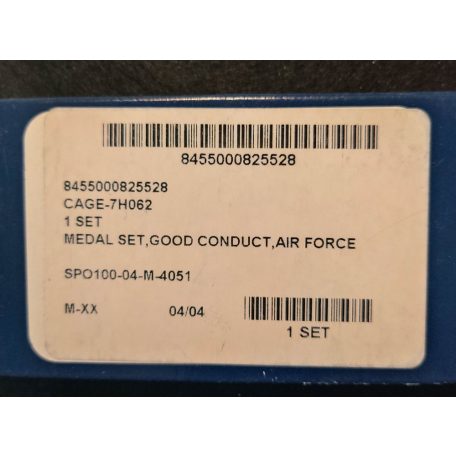 8455000825528
8455000825528
CAGE-7H062
1 SET
MEDAL SET,GOOD CONDUCT,AIR FORCE
SPO100-04-M-4051
M-XX 04/04
1 SET